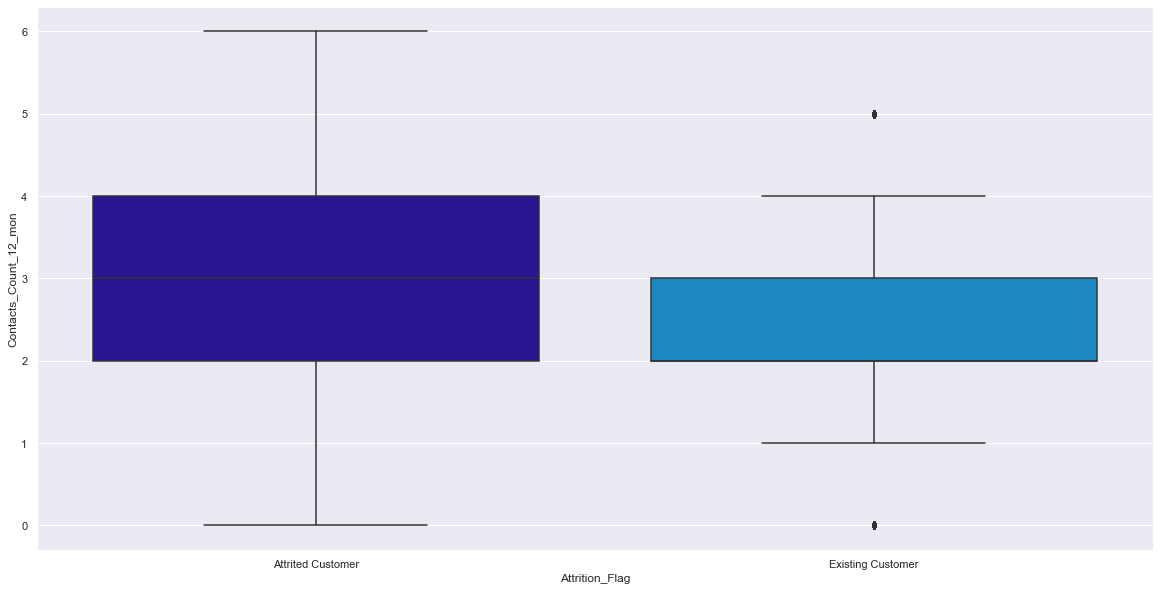 6
5
4
3
2
1
0
Contacts_Count_12_mon
Attrited Customer
Existing Customer
Attrition_Flag